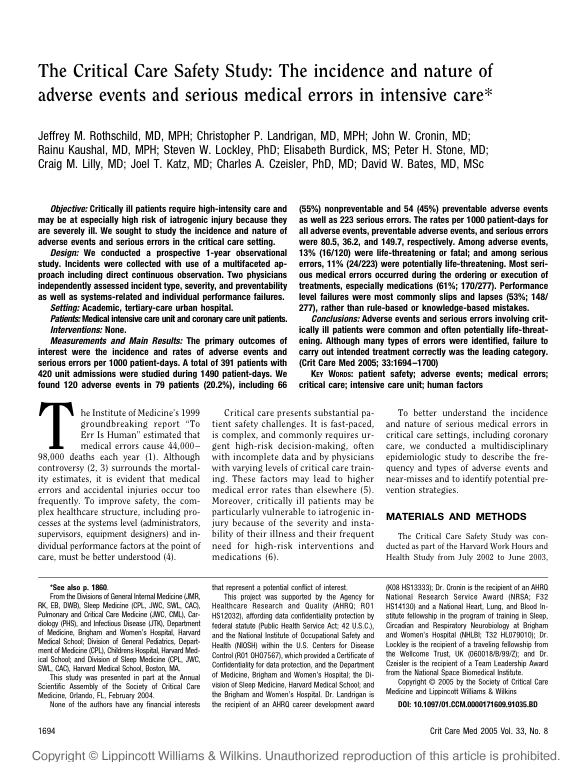 The Critical Care Safety Study: The incidence and nature of
adverse events and serious medical errors in intensive care*
Jeffrey M. Rothschild, MD, MPH; Christopher P. Landrigan, MD, MPH; John W. Cronin, MD;
Rainu Kaushal, MD, MPH; Steven W. Lockley, PhD; Elisabeth Burdick, MS; Peter H. Stone, MD;
Craig M. Lilly, MD; Joel T. Katz, MD; Charles A. Czeisler, PhD, MD; David W. Bates, MD, MSc
Objective: Critically ill patients require high-intensity care and
may be at especially high risk of iatrogenic injury because they
are severely ill. We sought to study the incidence and nature of
adverse events and serious errors in the critical care setting.
Design: We conducted a prospective 1-year observational
study. Incidents were collected with use of a multifaceted ap-
proach including direct continuous observation. Two physicians
independently assessed incident type, severity, and preventability
as well as systems-related and individual performance failures.
Setting: Academic, tertiary-care urban hospital.
Patients: Medical intensive care unit and coronary care unit patients.
Interventions: None.
Measurements and Main Results: The primary outcomes of
interest were the incidence and rates of adverse events and
serious errors per 1000 patient-days. A total of 391 patients with
420 unit admissions were studied during 1490 patient-days. We
found 120 adverse events in 79 patients (20.2%), including 66
(55%) nonpreventable and 54 (45%) preventable adverse events
as well as 223 serious errors. The rates per 1000 patient-days for
all adverse events, preventable adverse events, and serious errors
were 80.5, 36.2, and 149.7, respectively. Among adverse events,
13% (16/120) were life-threatening or fatal; and among serious
errors, 11% (24/223) were potentially life-threatening. Most seri-
ous medical errors occurred during the ordering or execution of
treatments, especially medications (61%; 170/277). Performance
level failures were most commonly slips and lapses (53%; 148/
277), rather than rule-based or knowledge-based mistakes.
Conclusions: Adverse events and serious errors involving crit-
ically ill patients were common and often potentially life-threat-
ening. Although many types of errors were identified, failure to
carry out intended treatment correctly was the leading category.
(Crit Care Med 2005; 33:1694–1700)
KEY WORDS: patient safety; adverse events; medical errors;
critical care; intensive care unit; human factors
The Institute of Medicine's 1999
groundbreaking report "To
Err Is Human" estimated that
medical errors cause 44,000–
98,000 deaths each year (1). Although
controversy (2, 3) surrounds the mortal-
ity estimates, it is evident that medical
errors and accidental injuries occur too
frequently. To improve safety, the com-
plex healthcare structure, including pro-
cesses at the systems level (administrators,
supervisors, equipment designers) and in-
dividual performance factors at the point of
care, must be better understood (4).
Critical care presents substantial pa-
tient safety challenges. It is fast-paced,
is complex, and commonly requires ur-
gent high-risk decision-making, often
with incomplete data and by physicians
with varying levels of critical care train-
ing. These factors may lead to higher
medical error rates than elsewhere (5).
Moreover, critically ill patients may be
particularly vulnerable to iatrogenic in-
jury because of the severity and insta-
bility of their illness and their frequent
need for high-risk interventions and
medications (6).
To better understand the incidence
and nature of serious medical errors in
critical care settings, including coronary
care, we conducted a multidisciplinary
epidemiologic study to describe the fre-
quency and types of adverse events and
near-misses and to identify potential pre-
vention strategies.
MATERIALS AND METHODS
The Critical Care Safety Study was con-
ducted as part of the Harvard Work Hours and
Health Study from July 2002 to June 2003,
*See also p. 1860.
From the Divisions of General Internal Medicine (JMR,
RK, EB, DWB), Sleep Medicine (CPL, JWC, SWL, CAC),
Pulmonary and Critical Care Medicine (JWC, CML), Car-
diology (PHS), and Infectious Disease (JTK), Department
of Medicine, Brigham and Women's Hospital, Harvard
Medical School; Division of General Pediatrics, Depart-
ment of Medicine (CPL), Childrens Hospital, Harvard Med-
ical School; and Division of Sleep Medicine (CPL, JWC,
SWL, CAC), Harvard Medical School, Boston, MA.
This study was presented in part at the Annual
Scientific Assembly of the Society of Critical Care
Medicine, Orlando, FL, February 2004.
None of the authors have any financial interests
that represent a potential conflict of interest.
This project was supported by the Agency for
Healthcare Research and Quality (AHRQ; RO1
HS12032), affording data confidentiality protection by
federal statute (Public Health Service Act; 42 U.S.C.),
and the National Institute of Occupational Safety and
Health (NIOSH) within the U.S. Centers for Disease
Control (RO1 OHO7567), which provided a Certificate of
Confidentiality for data protection, and the Department
of Medicine, Brigham and Women's Hospital; the Di-
vision of Sleep Medicine, Harvard Medical School; and
the Brigham and Women's Hospital. Dr. Landrigan is
the recipient of an AHRQ career development award
(K08 HS13333); Dr. Cronin is the recipient of an AHRQ
National Research Service Award (NRSA; F32
HS14130) and a National Heart, Lung, and Blood In-
stitute fellowship in the program of training in Sleep,
Circadian and Respiratory Neurobiology at Brigham
and Women's Hospital (NHLBI; T32 HL079010); Dr.
Lockley is the recipient of a traveling fellowship from
the Wellcome Trust, UK (060018/B/99/Z); and Dr.
Czeisler is the recipient of a Team Leadership Award
from the National Space Biomedical Institute.
Copyright © 2005 by the Society of Critical Care
Medicine and Lippincott Williams & Wilkins
DOI: 10.1097/01.CCM.0000171609.91035.BD
1694
Crit Care Med 2005 Vol. 33, No. 8
Copyright © Lippincott Williams & Wilkins. Unauthorized reproduction of this article is prohibited.